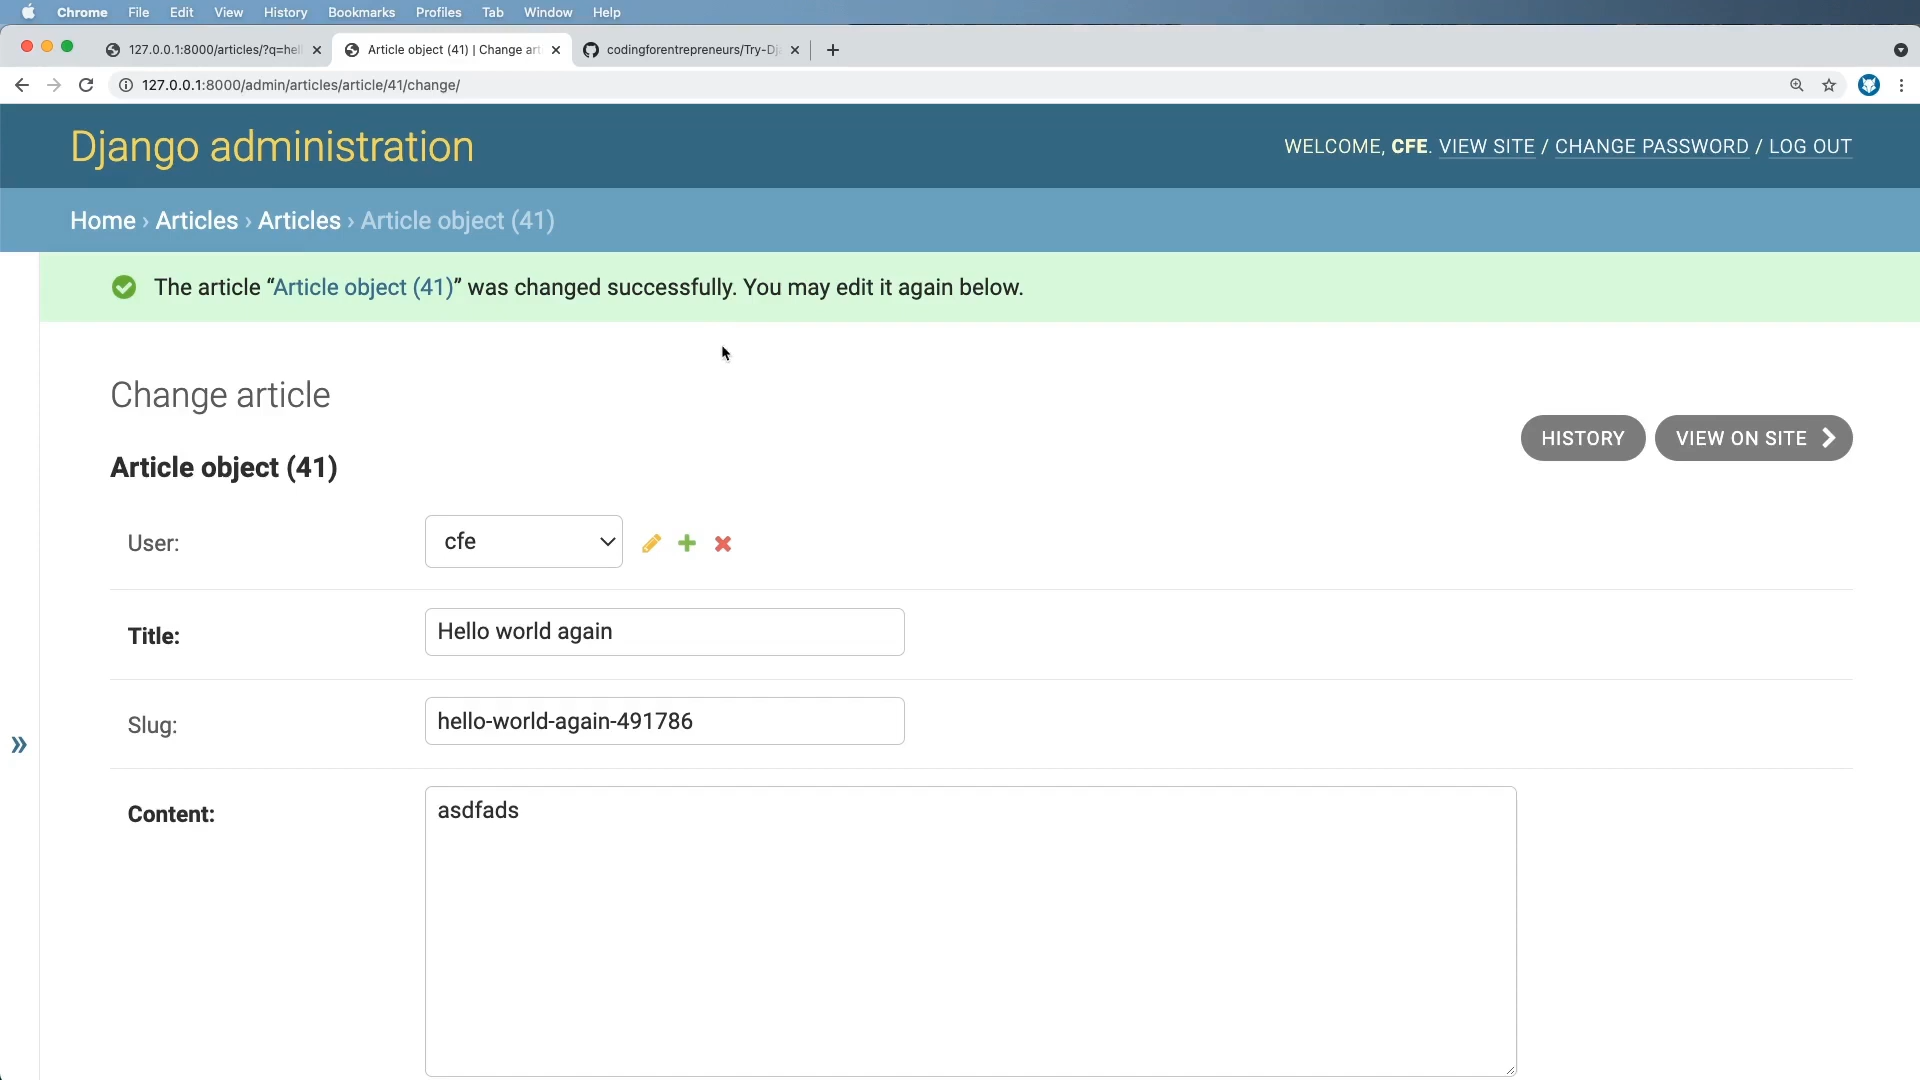 Chrome File Edit View History Bookmarks Profiles Tab Window Help
127.0.0.1:8000/articles/?q=hel
Article object (41) | Change art
codingforentrepreneurs/Try-Dj
127.0.0.1:8000/admin/articles/article/41/change/
Django administration
WELCOME, CFE. VIEW SITE / CHANGE PASSWORD / LOG OUT
Home › Articles › Articles › Article object (41)
The article “Article object (41)” was changed successfully. You may edit it again below.
Change article
HISTORY VIEW ON SITE
Article object (41)
User: cfe
Title: Hello world again
Slug: hello-world-again-491786
Content: asdfads